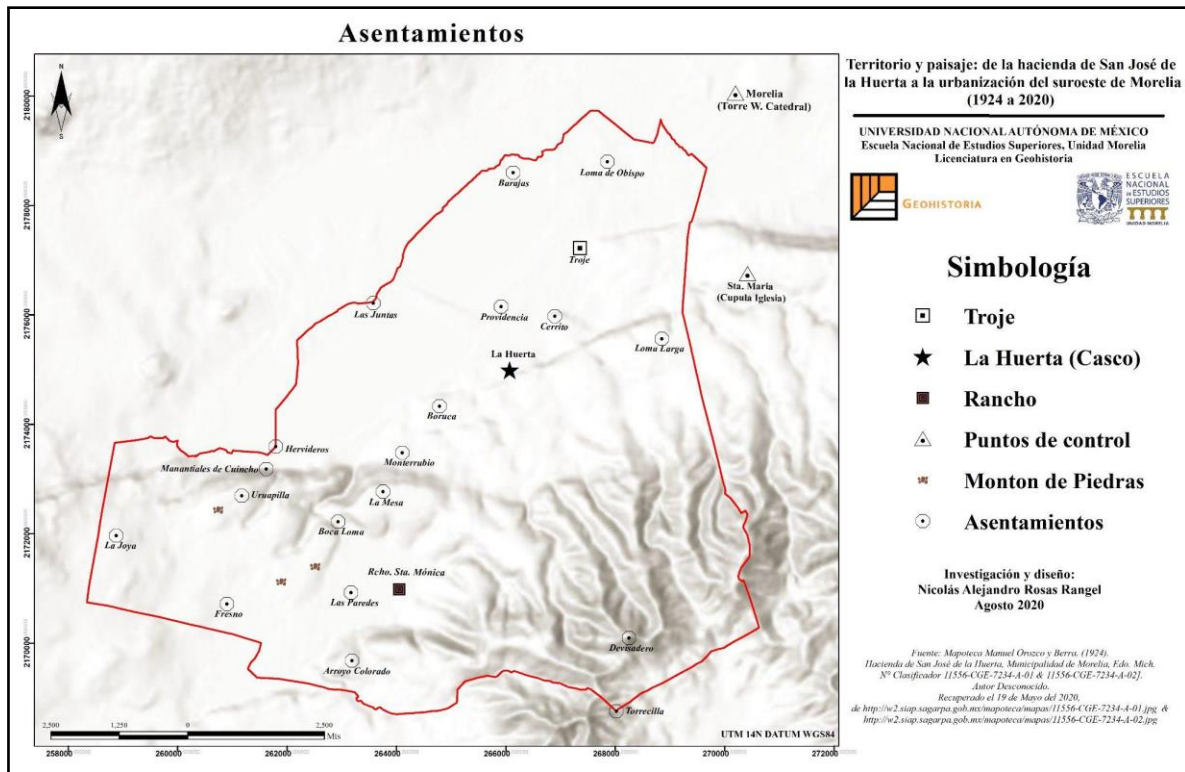 Asentamientos
N
S
2180000
2178000
2176000
2174000
2172000
2170000
Morelia
(Torre W. Catedral)
Loma de Obispo
Barajas
Troje
Sta. Maria
(Cupula Iglesia)
Las Juntas
Providencia
Cerrito
Loma Larga
La Huerta
Boruca
Hervideros
Monterrubio
Manantiales de Cuincho
Uruapilla
La Mesa
Boca Loma
La Joya
Rcho. Sta. Mónica
Las Paredes
Fresno
Devisadero
Arroyo Colorado
Torrecilla
2,500 1,250 0 2,500
Mts
UTM 14N DATUM WGS84
258000 260000 262000 264000 266000 268000 270000 272000
Territorio y paisaje: de la hacienda de San José de
la Huerta a la urbanización del suroeste de Morelia
(1924 a 2020)
UNIVERSIDAD NACIONAL AUTÓNOMA DE MÉXICO
Escuela Nacional de Estudios Superiores, Unidad Morelia
Licenciatura en Geohistoria
GEOHISTORIA
ESCUELA
NACIONAL
DE ESTUDIOS
SUPERIORES
UNIDAD MORELIA
Simbología
Troje
La Huerta (Casco)
Rancho
Puntos de control
Monton de Piedras
Asentamientos
Investigación y diseño:
Nicolás Alejandro Rosas Rangel
Agosto 2020
Fuente: Mapoteca Manuel Orozco y Berra. (1924).
Hacienda de San José de la Huerta, Municipalidad de Morelia, Edo. Mich.
N° Clasificador 11556-CGE-7234-A-01 & 11556-CGE-7234-A-02].
Autor Desconocido.
Recuperado el 19 de Mayo del 2020.
de http://w2.siap.sagarpa.gob.mx/mapoteca/mapas/11556-CGE-7234-A-01.jpg &
http://w2.siap.sagarpa.gob.mx/mapoteca/mapas/11556-CGE-7234-A-02.jpg